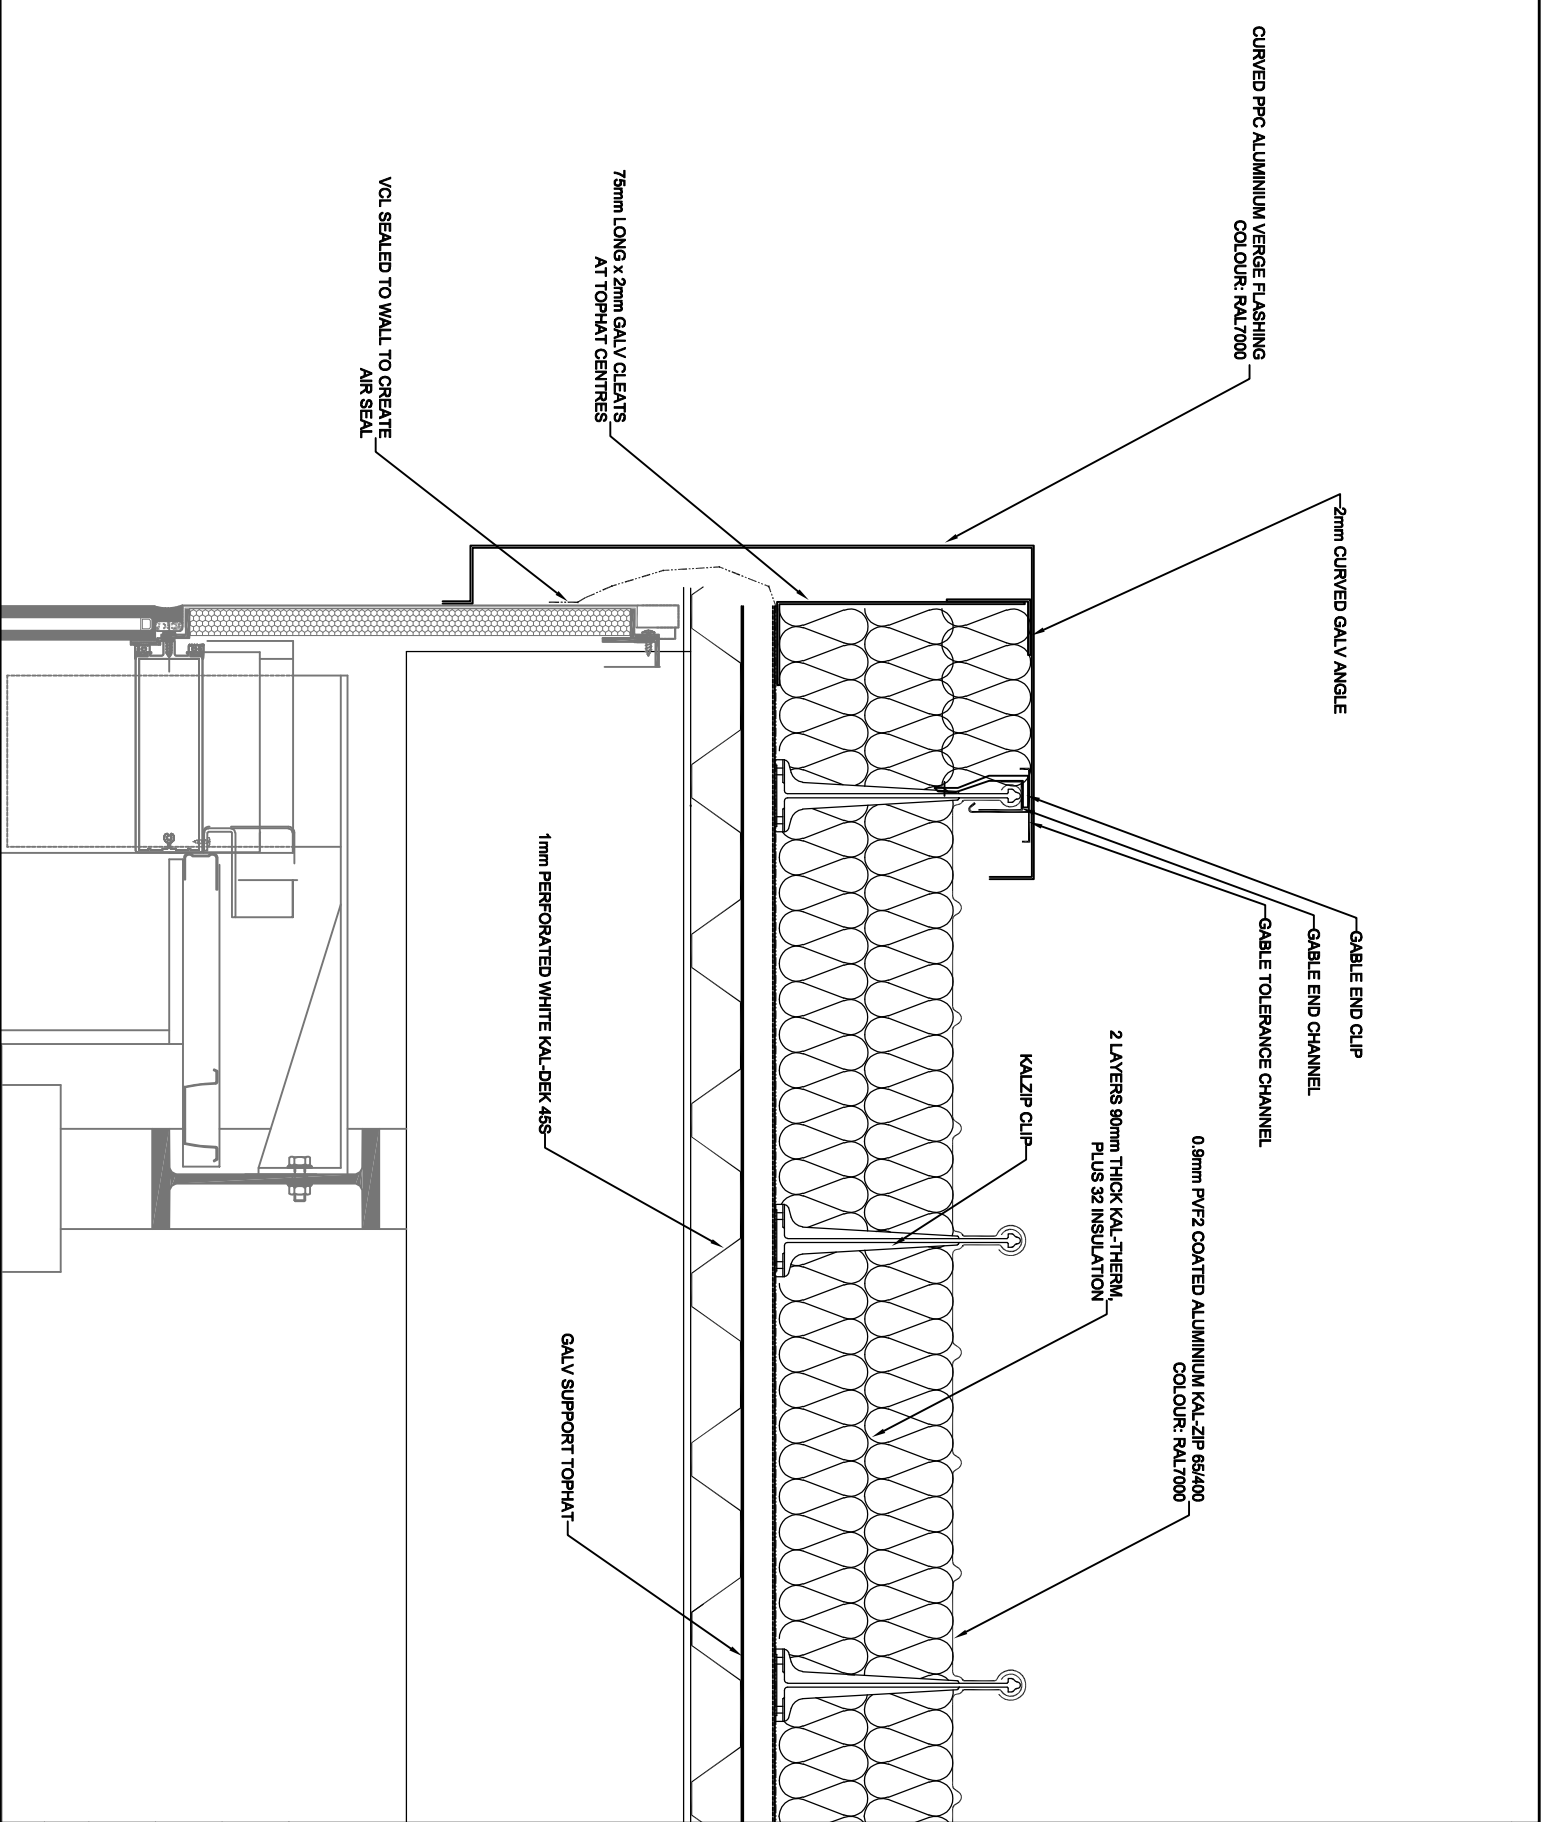 CURVED PPC ALUMINIUM VERGE FLASHING
COLOUR: RAL7000
2mm CURVED GALV ANGLE
GABLE END CLIP
GABLE END CHANNEL
GABLE TOLERANCE CHANNEL
0.9mm PVF2 COATED ALUMINIUM KAL-ZIP 65/400
COLOUR: RAL7000
2 LAYERS 90mm THICK KAL-THERM,
PLUS 32 INSULATION
KALZIP CLIP
75mm LONG x 2mm GALV CLEATS
AT TOPHAT CENTRES
VCL SEALED TO WALL TO CREATE
AIR SEAL
1mm PERFORATED WHITE KAL-DEK 45S
GALV SUPPORT TOPHAT